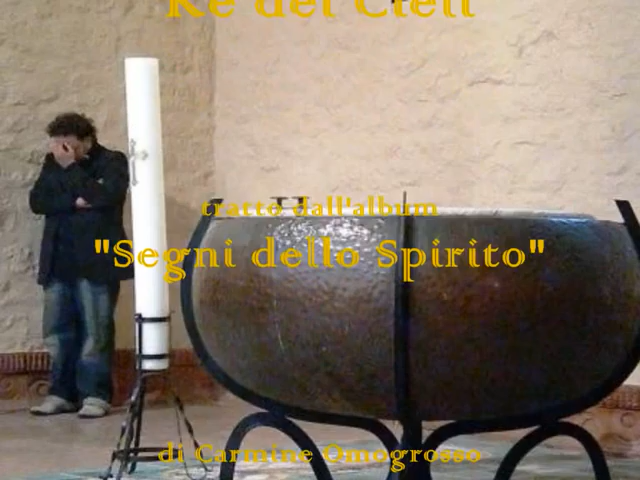 Re dei Cieli
tratto dall'album
"Segni dello Spirito"
di Carmine Omogrosso